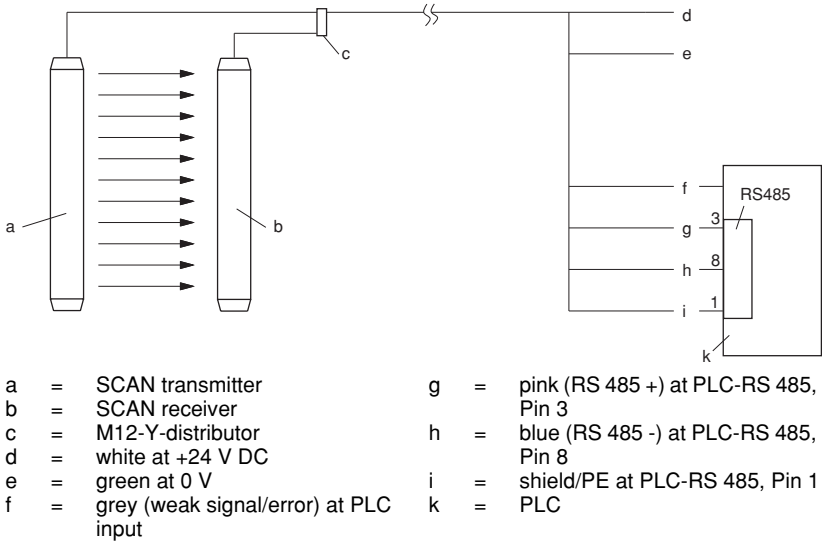 d
c
e
f
RS485
3
g
a
b
8
h
1
i
k
a = SCAN transmitter
b = SCAN receiver
c = M12-Y-distributor
d = white at +24 V DC
e = green at 0 V
f = grey (weak signal/error) at PLC
input
g = pink (RS 485 +) at PLC-RS 485,
Pin 3
h = blue (RS 485 -) at PLC-RS 485,
Pin 8
i = shield/PE at PLC-RS 485, Pin 1
k = PLC